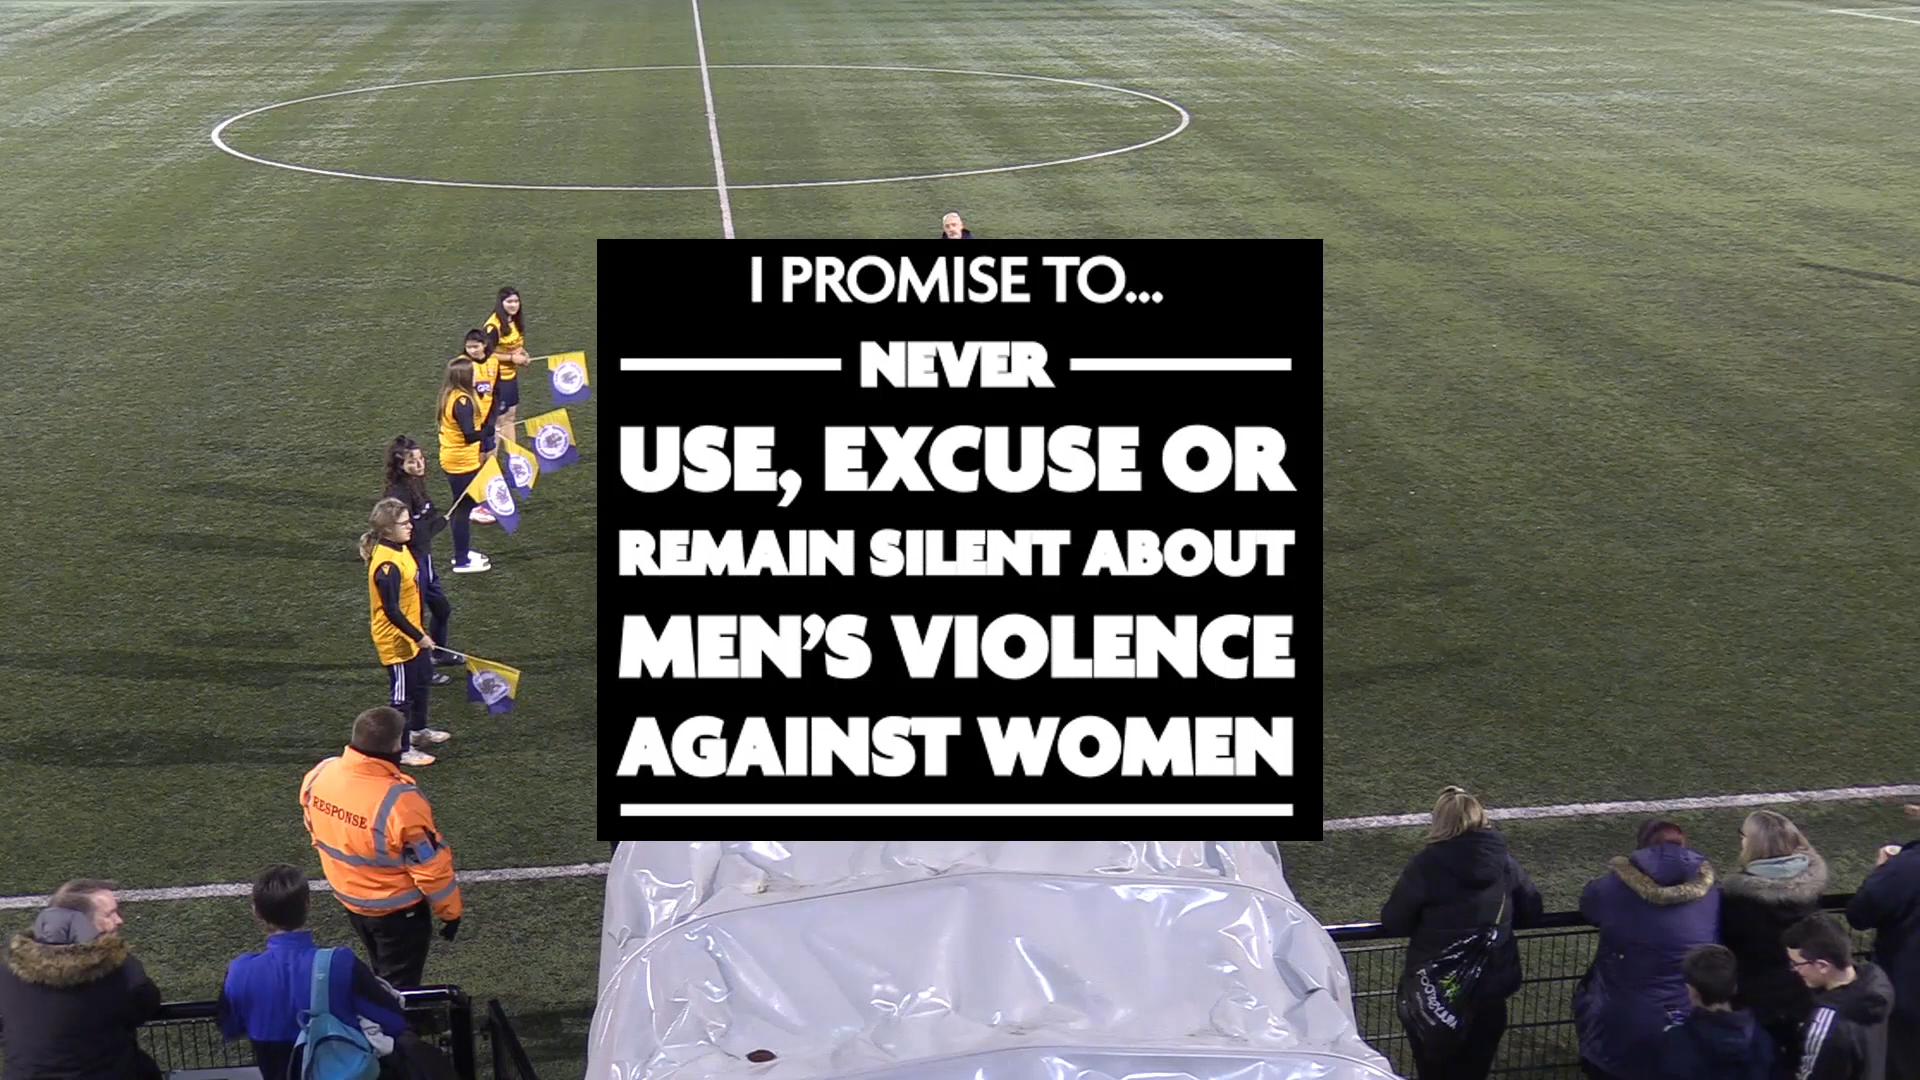 I PROMISE TO...
NEVER
USE, EXCUSE OR
REMAIN SILENT ABOUT
MEN'S VIOLENCE
AGAINST WOMEN
RESPONSE